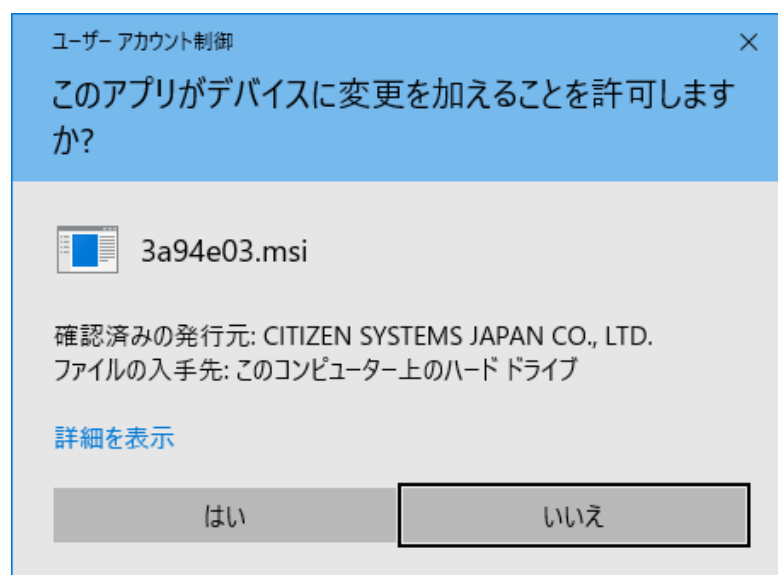 ユーザー アカウント制御
このアプリがデバイスに変更を加えることを許可します
か?
3a94e03.msi
確認済みの発行元: CITIZEN SYSTEMS JAPAN CO., LTD.
ファイルの入手先: このコンピューター上のハード ドライブ
詳細を表示
はい
いいえ